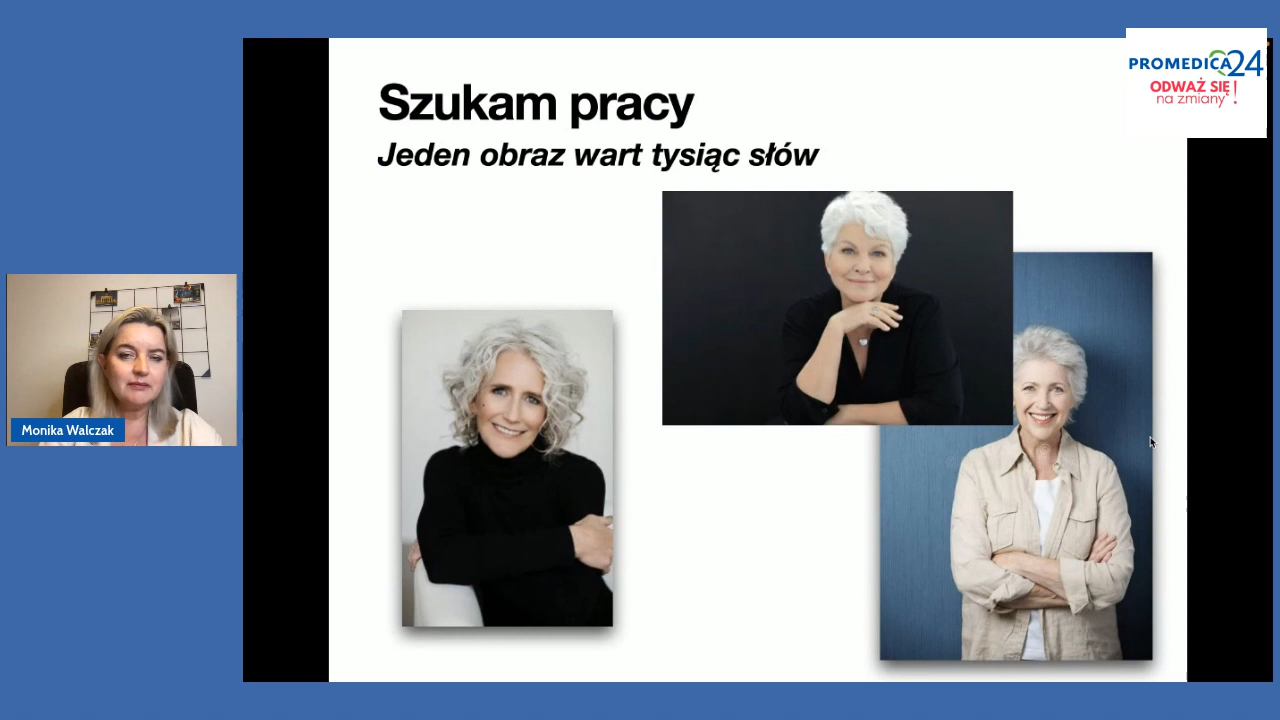 PROMEDICA24
ODWAŻ SIĘ
na zmiany!
Szukam pracy
Jeden obraz wart tysiąc słów
Monika Walczak